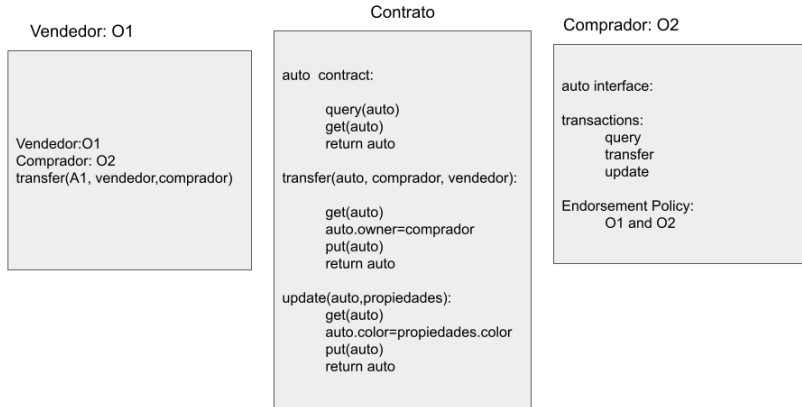 Vendedor: O1
Vendedor:O1
Comprador: O2
transfer(A1, vendedor,comprador)
Contrato
auto contract:
query(auto)
get(auto)
return auto
transfer(auto, comprador, vendedor):
get(auto)
auto.owner=comprador
put(auto)
return auto
update(auto,propiedades):
get(auto)
auto.color=propiedades.color
put(auto)
return auto
Comprador: O2
auto interface:
transactions:
query
transfer
update
Endorsement Policy:
O1 and O2